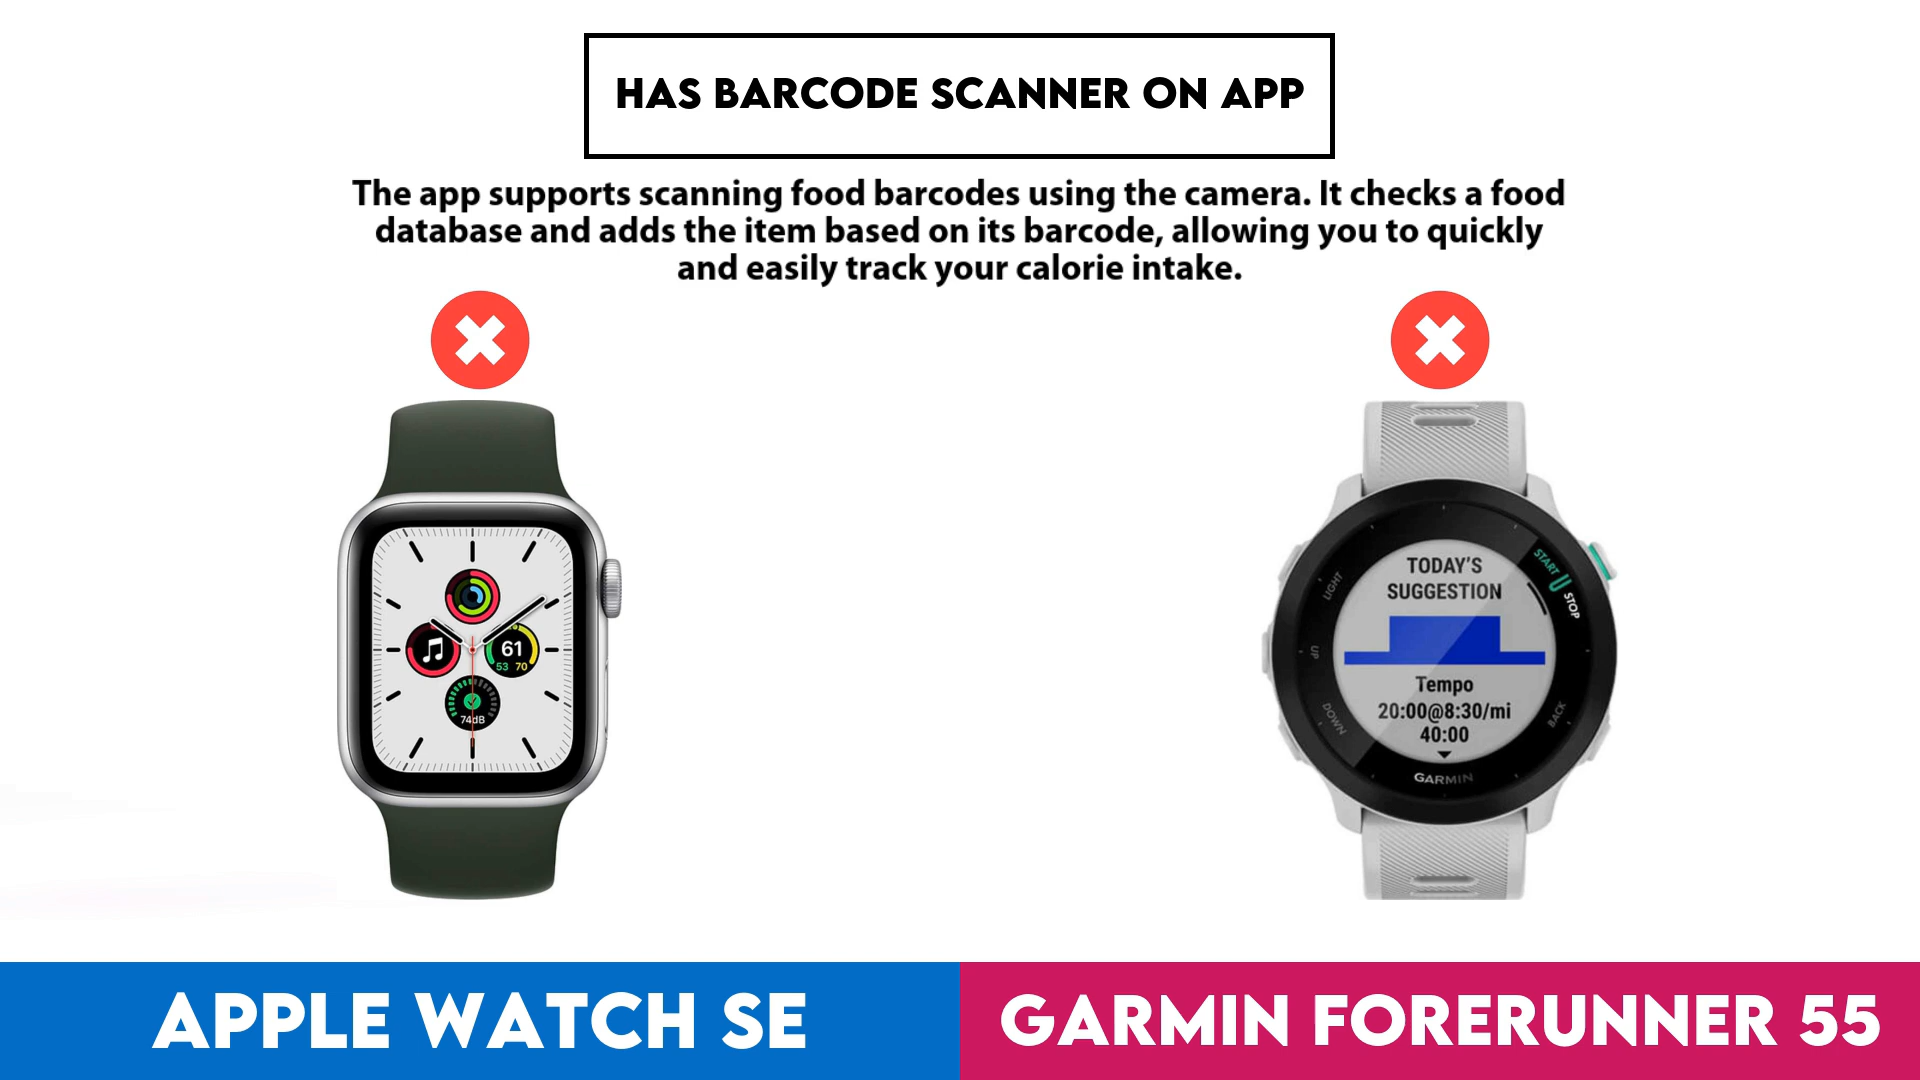 HAS BARCODE SCANNER ON APP
The app supports scanning food barcodes using the camera. It checks a food
database and adds the item based on its barcode, allowing you to quickly
and easily track your calorie intake.
61
53 70
74dB
LIGHT
UP
DOWN
START
STOP
BACK
TODAY'S
SUGGESTION
Tempo
20:00@8:30/mi
40:00
GARMIN
APPLE WATCH SE
GARMIN FORERUNNER 55